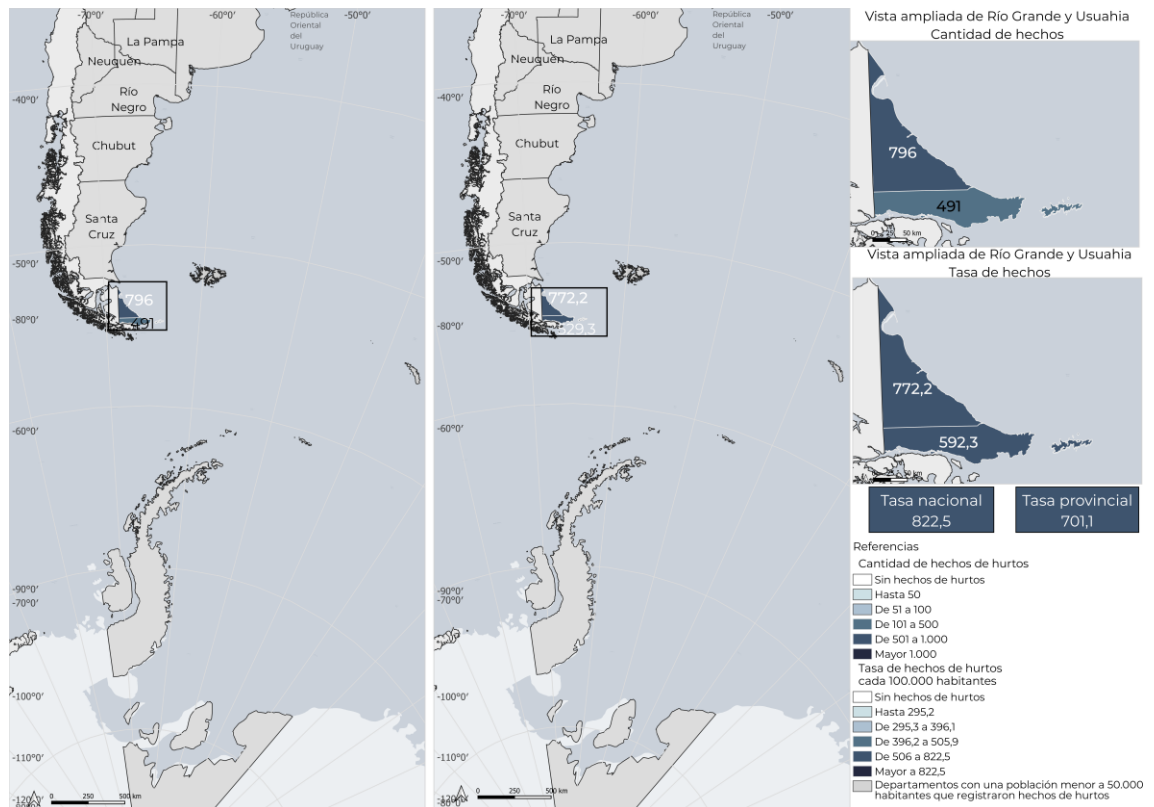 -70°0'
-60°0'
-50°0'
República
Oriental
del
Uruguay
La Pampa
Neuquén
-40°0'
Río
Negro
Chubut
Santa
Cruz
-50°0'
796
491
-80°0'
-60°0'
-90°0'
-70°0'
-100°0'
-110°0'
0
250
500 km
-70°0'
-60°0'
-50°0'
República
Oriental
del
Uruguay
La Pampa
Neuquén
-40°0'
Río
Negro
Chubut
Santa
Cruz
-50°0'
772,2
-80°0'
-60°0'
-90°0'
-70°0'
-100°0'
-110°0'
0
250
500 km
Vista ampliada de Río Grande y Usuahia
Cantidad de hechos
796
491
50 km
Vista ampliada de Río Grande y Usuahia
Tasa de hechos
772,2
592,3
50 km
Tasa nacional
822,5
Tasa provincial
701,1
Referencias
Cantidad de hechos de hurtos
Sin hechos de hurtos
Hasta 50
De 51 a 100
De 101 a 500
De 501 a 1.000
Mayor 1.000
Tasa de hechos de hurtos
cada 100.000 habitantes
Sin hechos de hurtos
Hasta 295,2
De 295,3 a 396,1
De 396,2 a 505,9
De 506 a 822,5
Mayor a 822,5
Departamentos con una población menor a 50.000
habitantes que registraron hechos de hurtos